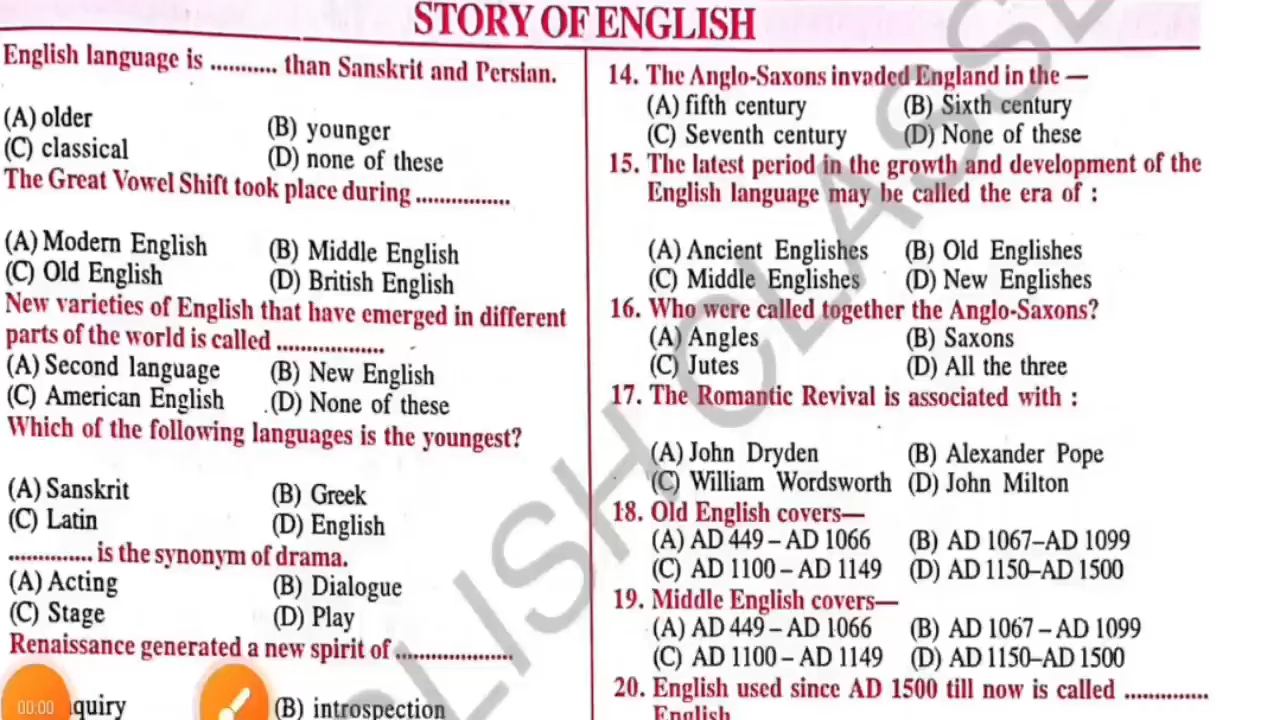 STORY OF ENGLISH
English language is ........... than Sanskrit and Persian.
(A) older (B) younger
(C) classical (D) none of these
The Great Vowel Shift took place during ................
(A) Modern English (B) Middle English
(C) Old English (D) British English
New varieties of English that have emerged in different
parts of the world is called ..................
(A) Second language (B) New English
(C) American English (D) None of these
Which of the following languages is the youngest?
(A) Sanskrit (B) Greek
(C) Latin (D) English
.............. is the synonym of drama.
(A) Acting (B) Dialogue
(C) Stage (D) Play
Renaissance generated a new spirit of ....................
quiry (B) introspection
00:00
14. The Anglo-Saxons invaded England in the —
(A) fifth century (B) Sixth century
(C) Seventh century (D) None of these
15. The latest period in the growth and development of the
English language may be called the era of :
(A) Ancient Englishes (B) Old Englishes
(C) Middle Englishes (D) New Englishes
16. Who were called together the Anglo-Saxons?
(A) Angles (B) Saxons
(C) Jutes (D) All the three
17. The Romantic Revival is associated with :
(A) John Dryden (B) Alexander Pope
(C) William Wordsworth (D) John Milton
18. Old English covers—
(A) AD 449 – AD 1066 (B) AD 1067–AD 1099
(C) AD 1100 – AD 1149 (D) AD 1150–AD 1500
19. Middle English covers—
(A) AD 449 – AD 1066 (B) AD 1067 – AD 1099
(C) AD 1100 – AD 1149 (D) AD 1150–AD 1500
20. English used since AD 1500 till now is called ..............
English
LISH CLASSE